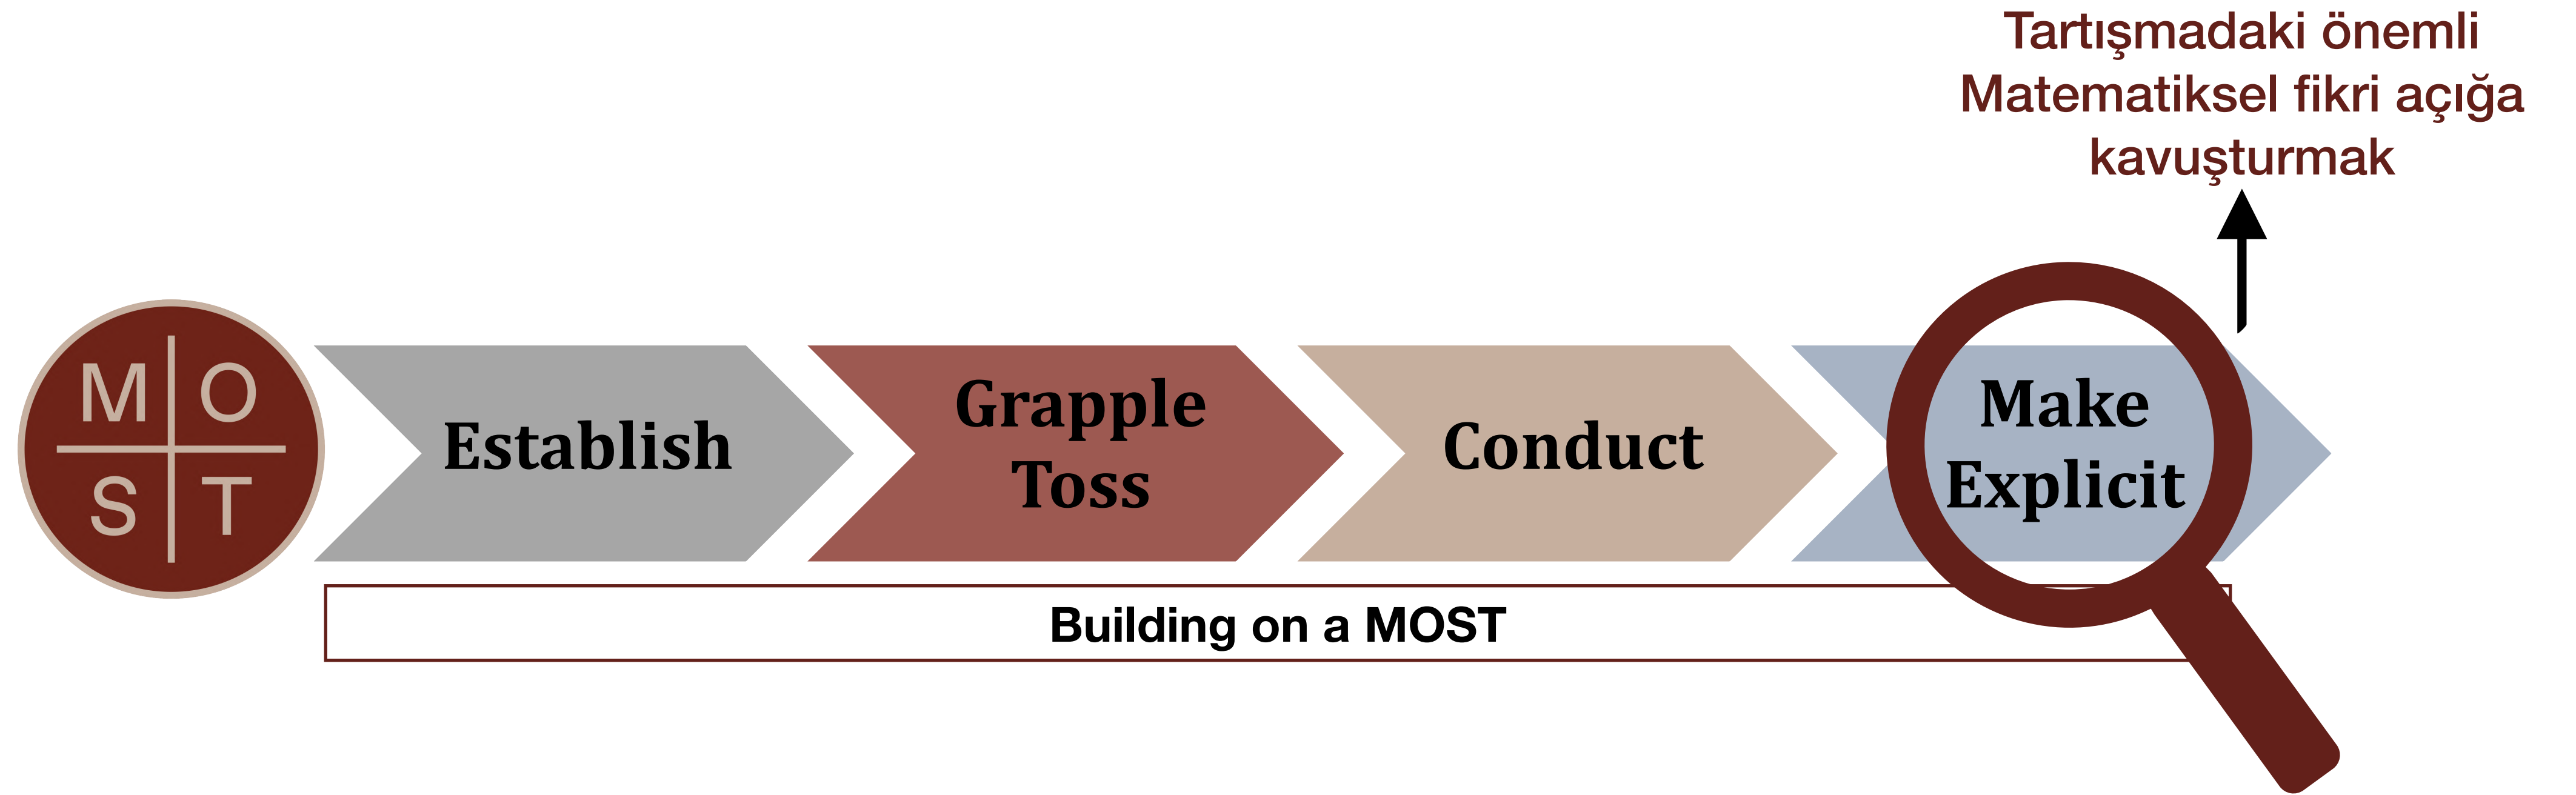 Tartışmadaki önemli
Matematiksel fikri açığa
kavuşturmak
M O
S T
Establish
Grapple
Toss
Conduct
Make
Explicit
Building on a MOST